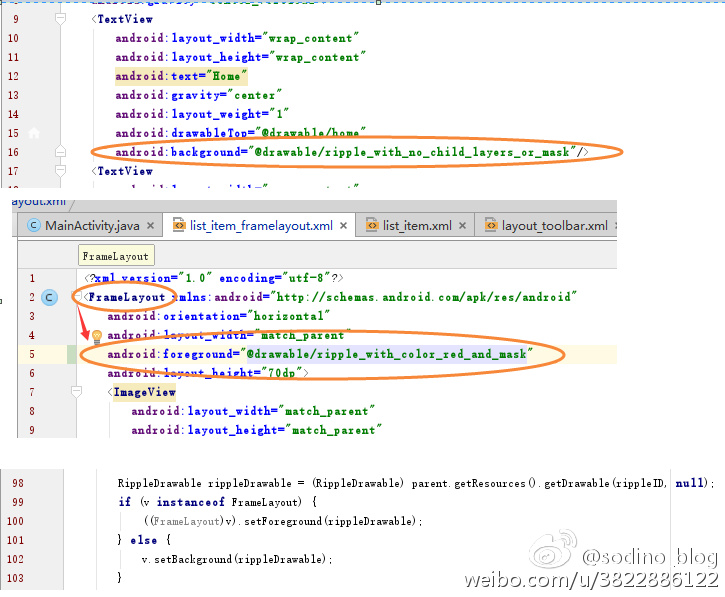 9 <TextView
10 android:layout_width="wrap_content"
11 android:layout_height="wrap_content"
12 android:text="Home"
13 android:gravity="center"
14 android:layout_weight="1"
15 android:drawableTop="@drawable/home"
16 android:background="@drawable/ripple_with_no_child_layers_or_mask"/>
17 <TextView
ayout.xml
MainActivity.java × list_item_framelayout.xml × list_item.xml × layout_toolbar.xml ×
FrameLayout
1 <?xml version="1.0" encoding="utf-8"?>
2 <FrameLayout xmlns:android="http://schemas.android.com/apk/res/android"
3 android:orientation="horizontal"
4 android:layout_width="match_parent"
5 android:foreground="@drawable/ripple_with_color_red_and_mask"
6 android:layout_height="70dp">
7 <ImageView
8 android:layout_width="match_parent"
9 android:layout_height="match_parent"
98 RippleDrawable rippleDrawable = (RippleDrawable) parent.getResources().getDrawable(rippleID, null);
99 if (v instanceof FrameLayout) {
100 ((FrameLayout)v).setForeground(rippleDrawable);
101 } else {
102 v.setBackground(rippleDrawable);
103 }
@sodino_blog
weibo.com/u/3822886122